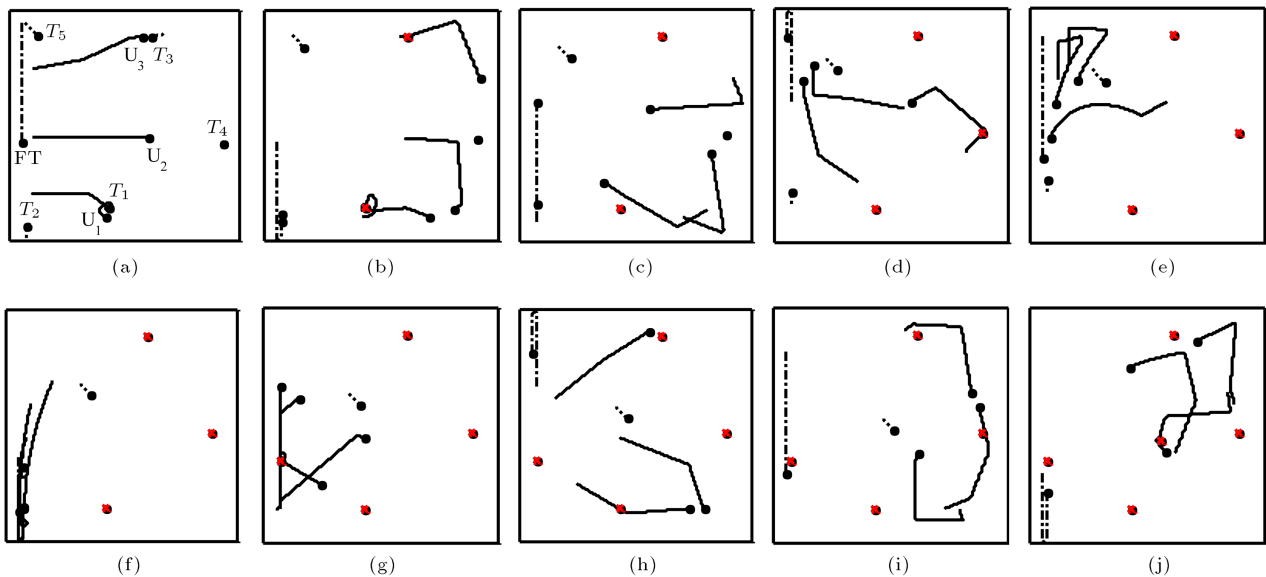 T₅
U₃ T₃
T₄
FT
U₂
T₁
T₂
U₁
(a) (b) (c) (d) (e)
(f) (g) (h) (i) (j)